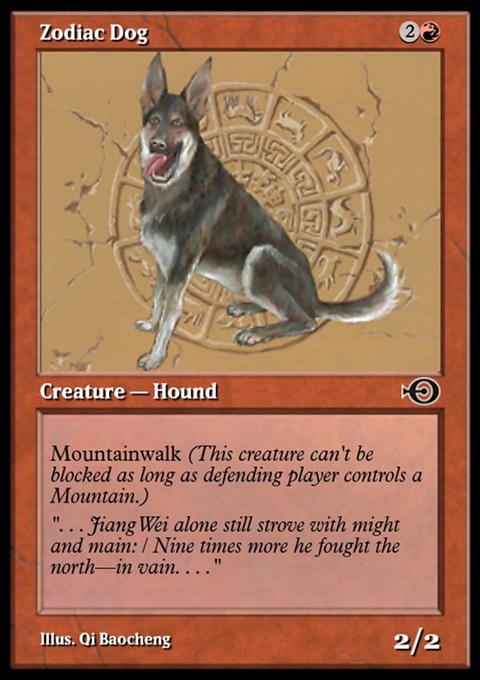 Zodiac Dog 2
Creature — Hound
Mountainwalk (This creature can't be
blocked as long as defending player controls a
Mountain.)
". . . Jiang Wei alone still strove with might
and main: / Nine times more he fought the
north—in vain. . . ."
Illus. Qi Baocheng 2/2